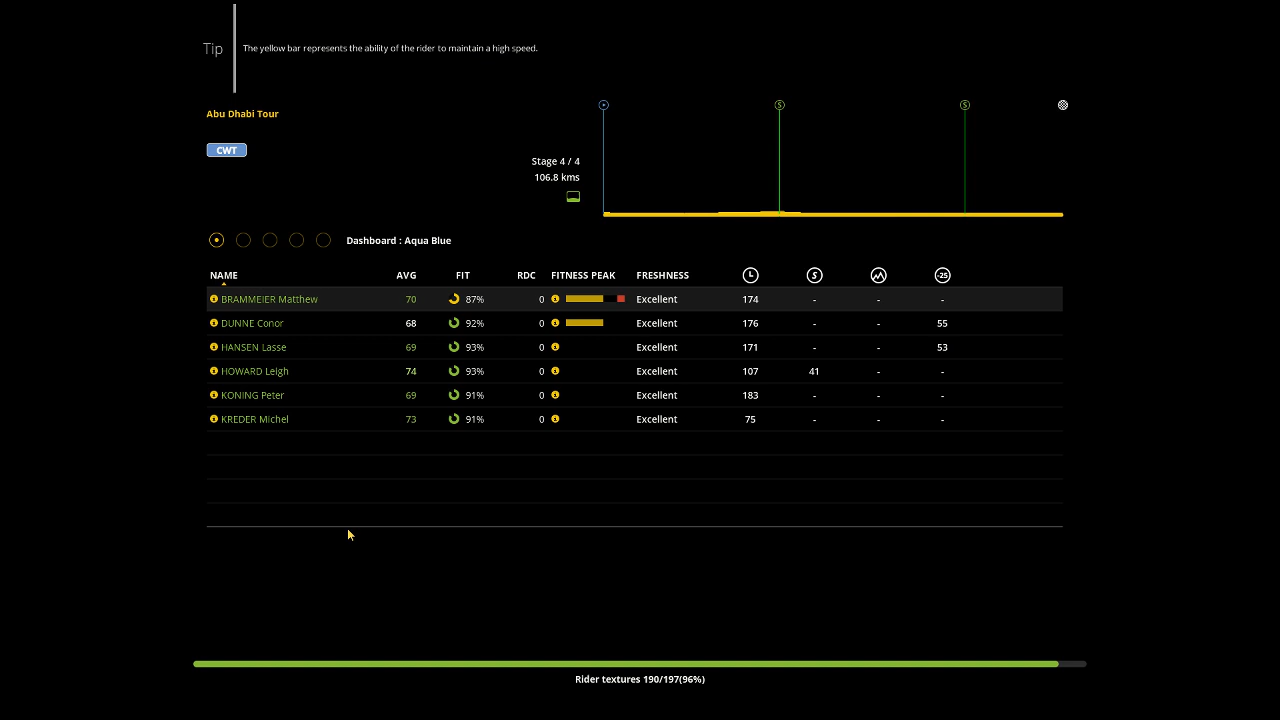 Tip
The yellow bar represents the ability of the rider to maintain a high speed.
Abu Dhabi Tour
CWT
Stage 4 / 4
106.8 kms
S S
Dashboard : Aqua Blue
NAME AVG FIT RDC FITNESS PEAK FRESHNESS S -25
BRAMMEIER Matthew 70 87% 0 Excellent 174 - - -
DUNNE Conor 68 92% 0 Excellent 176 - - 55
HANSEN Lasse 69 93% 0 Excellent 171 - - 53
HOWARD Leigh 74 93% 0 Excellent 107 41 - -
KONING Peter 69 91% 0 Excellent 183 - - -
KREDER Michel 73 91% 0 Excellent 75 - - -
Rider textures 190/197(96%)